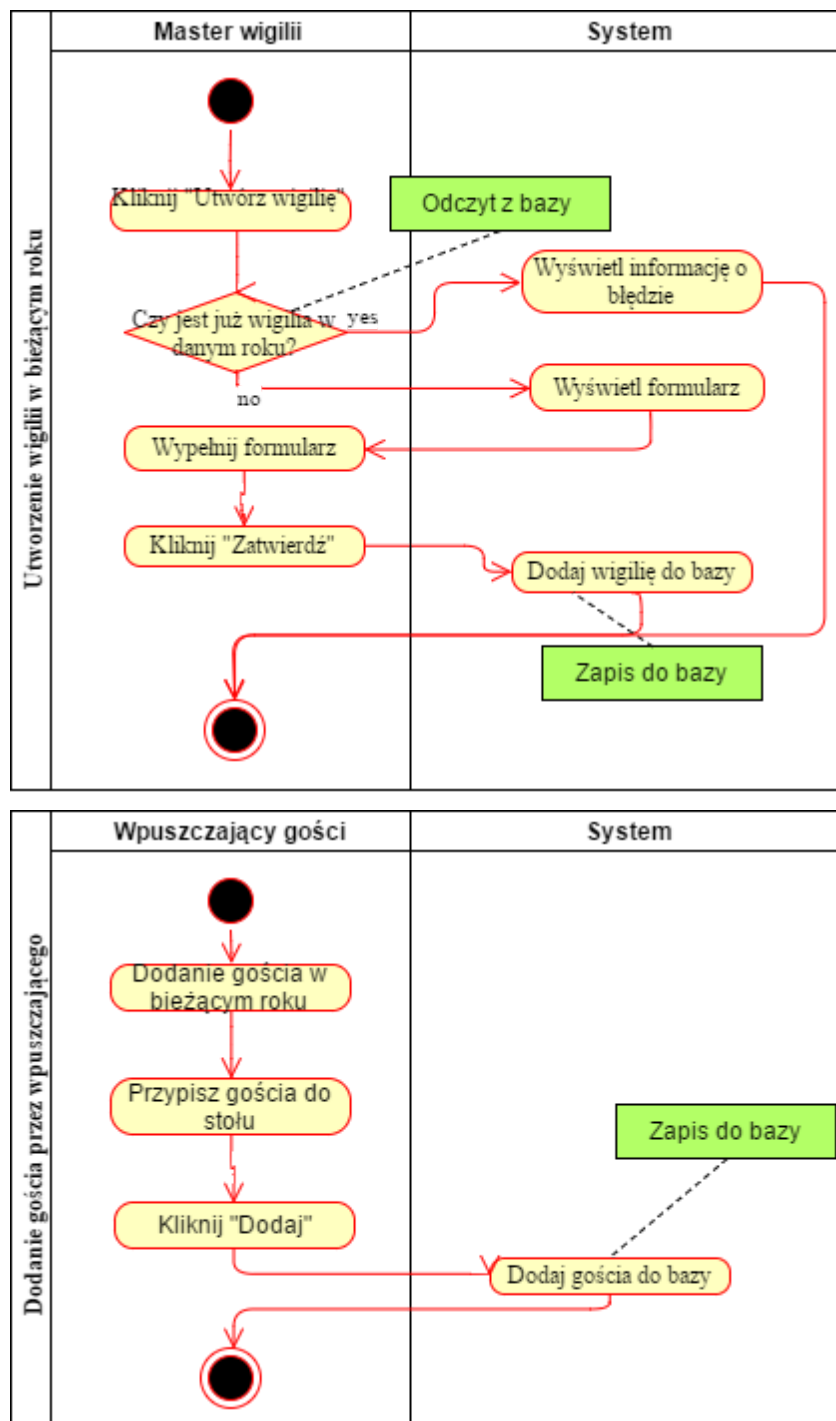 Master wigilii
System
Utworzenie wigilii w bieżącym roku
Kliknij "Utwórz wigilię"
Odczyt z bazy
Wyświetl informację o
błędzie
Czy jest już wigilia w
danym roku?
yes
no
Wyświetl formularz
Wypełnij formularz
Kliknij "Zatwierdź"
Dodaj wigilię do bazy
Zapis do bazy
Wpuszczający gości
System
Dodanie gościa przez wpuszczającego
Dodanie gościa w
bieżącym roku
Przypisz gościa do
stołu
Zapis do bazy
Kliknij "Dodaj"
Dodaj gościa do bazy